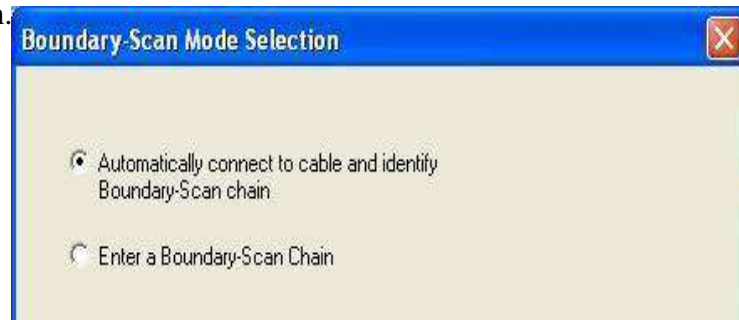 Boundary-Scan Mode Selection
Automatically connect to cable and identify
Boundary-Scan chain
Enter a Boundary-Scan Chain